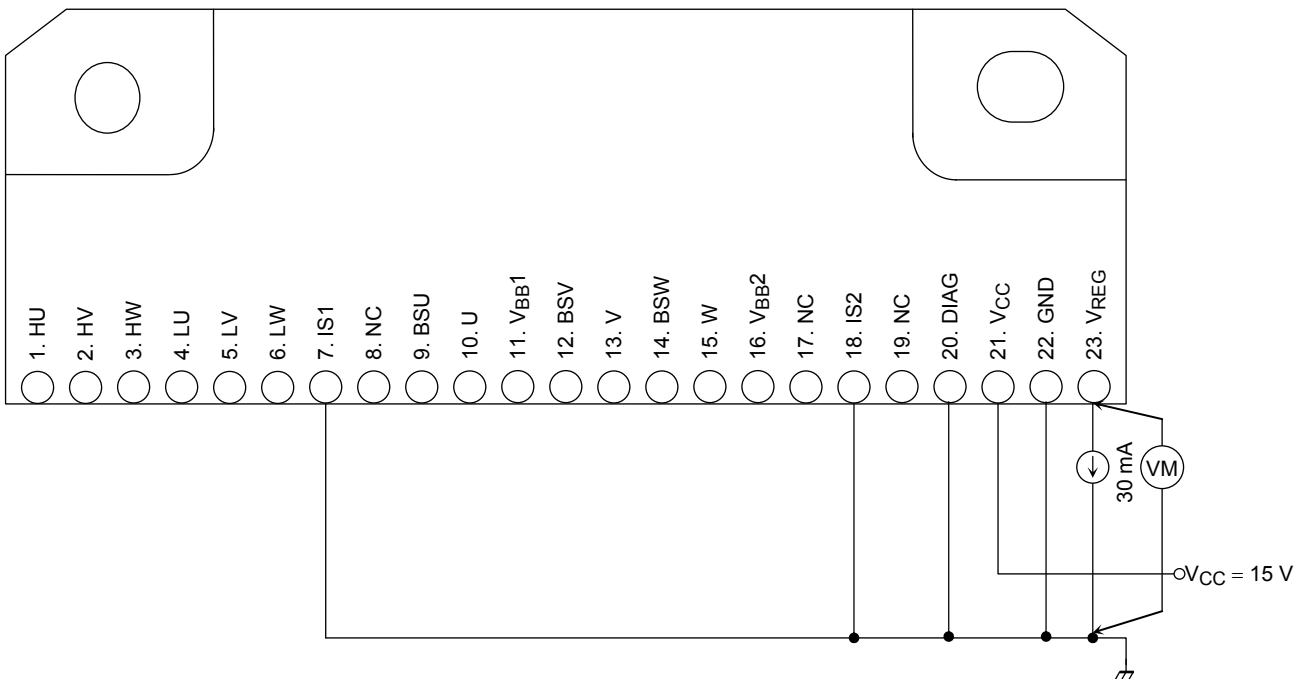 1. HU
2. HV
3. HW
4. LU
5. LV
6. LW
7. IS1
8. NC
9. BSU
10. U
11. VBB1
12. BSV
13. V
14. BSW
15. W
16. VBB2
17. NC
18. IS2
19. NC
20. DIAG
21. VCC
22. GND
23. VREG
30 mA
VM
VCC = 15 V